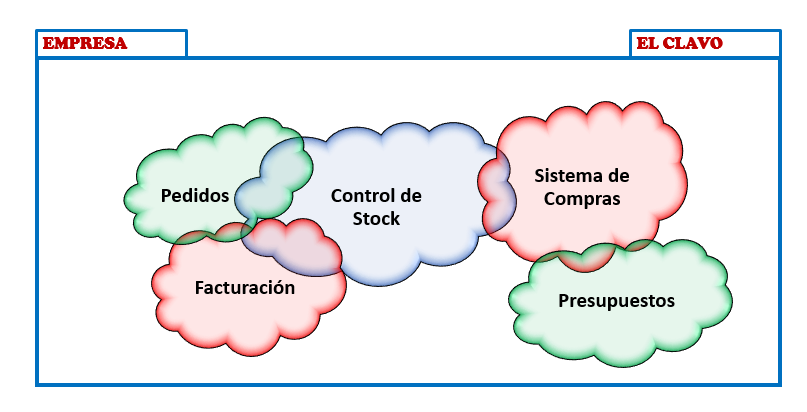 EMPRESA
EL CLAVO
Pedidos
Control de
Stock
Sistema de
Compras
Facturación
Presupuestos